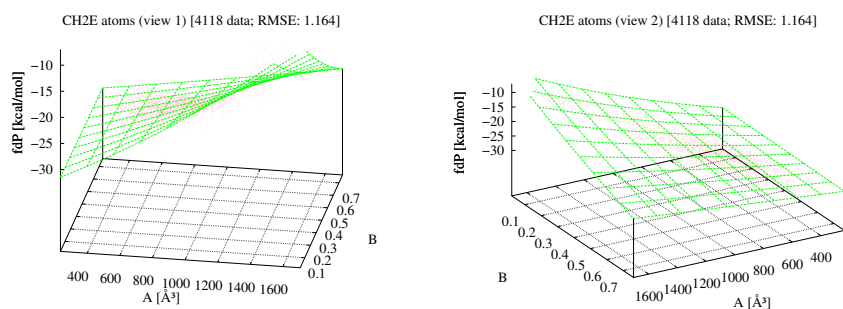 CH2E atoms (view 1) [4118 data; RMSE: 1.164]
−10
−15
−20
−25
−30
fdP [kcal/mol]
400 600 800 1000 1200 1400 1600
A [Å³]
0.1
0.2
0.3
0.4
0.5
0.6
0.7
B
CH2E atoms (view 2) [4118 data; RMSE: 1.164]
−10
−15
−20
−25
−30
fdP [kcal/mol]
0.1
0.2
0.3
0.4
0.5
0.6
0.7
B
1600 1400 1200 1000 800 600 400
A [Å³]